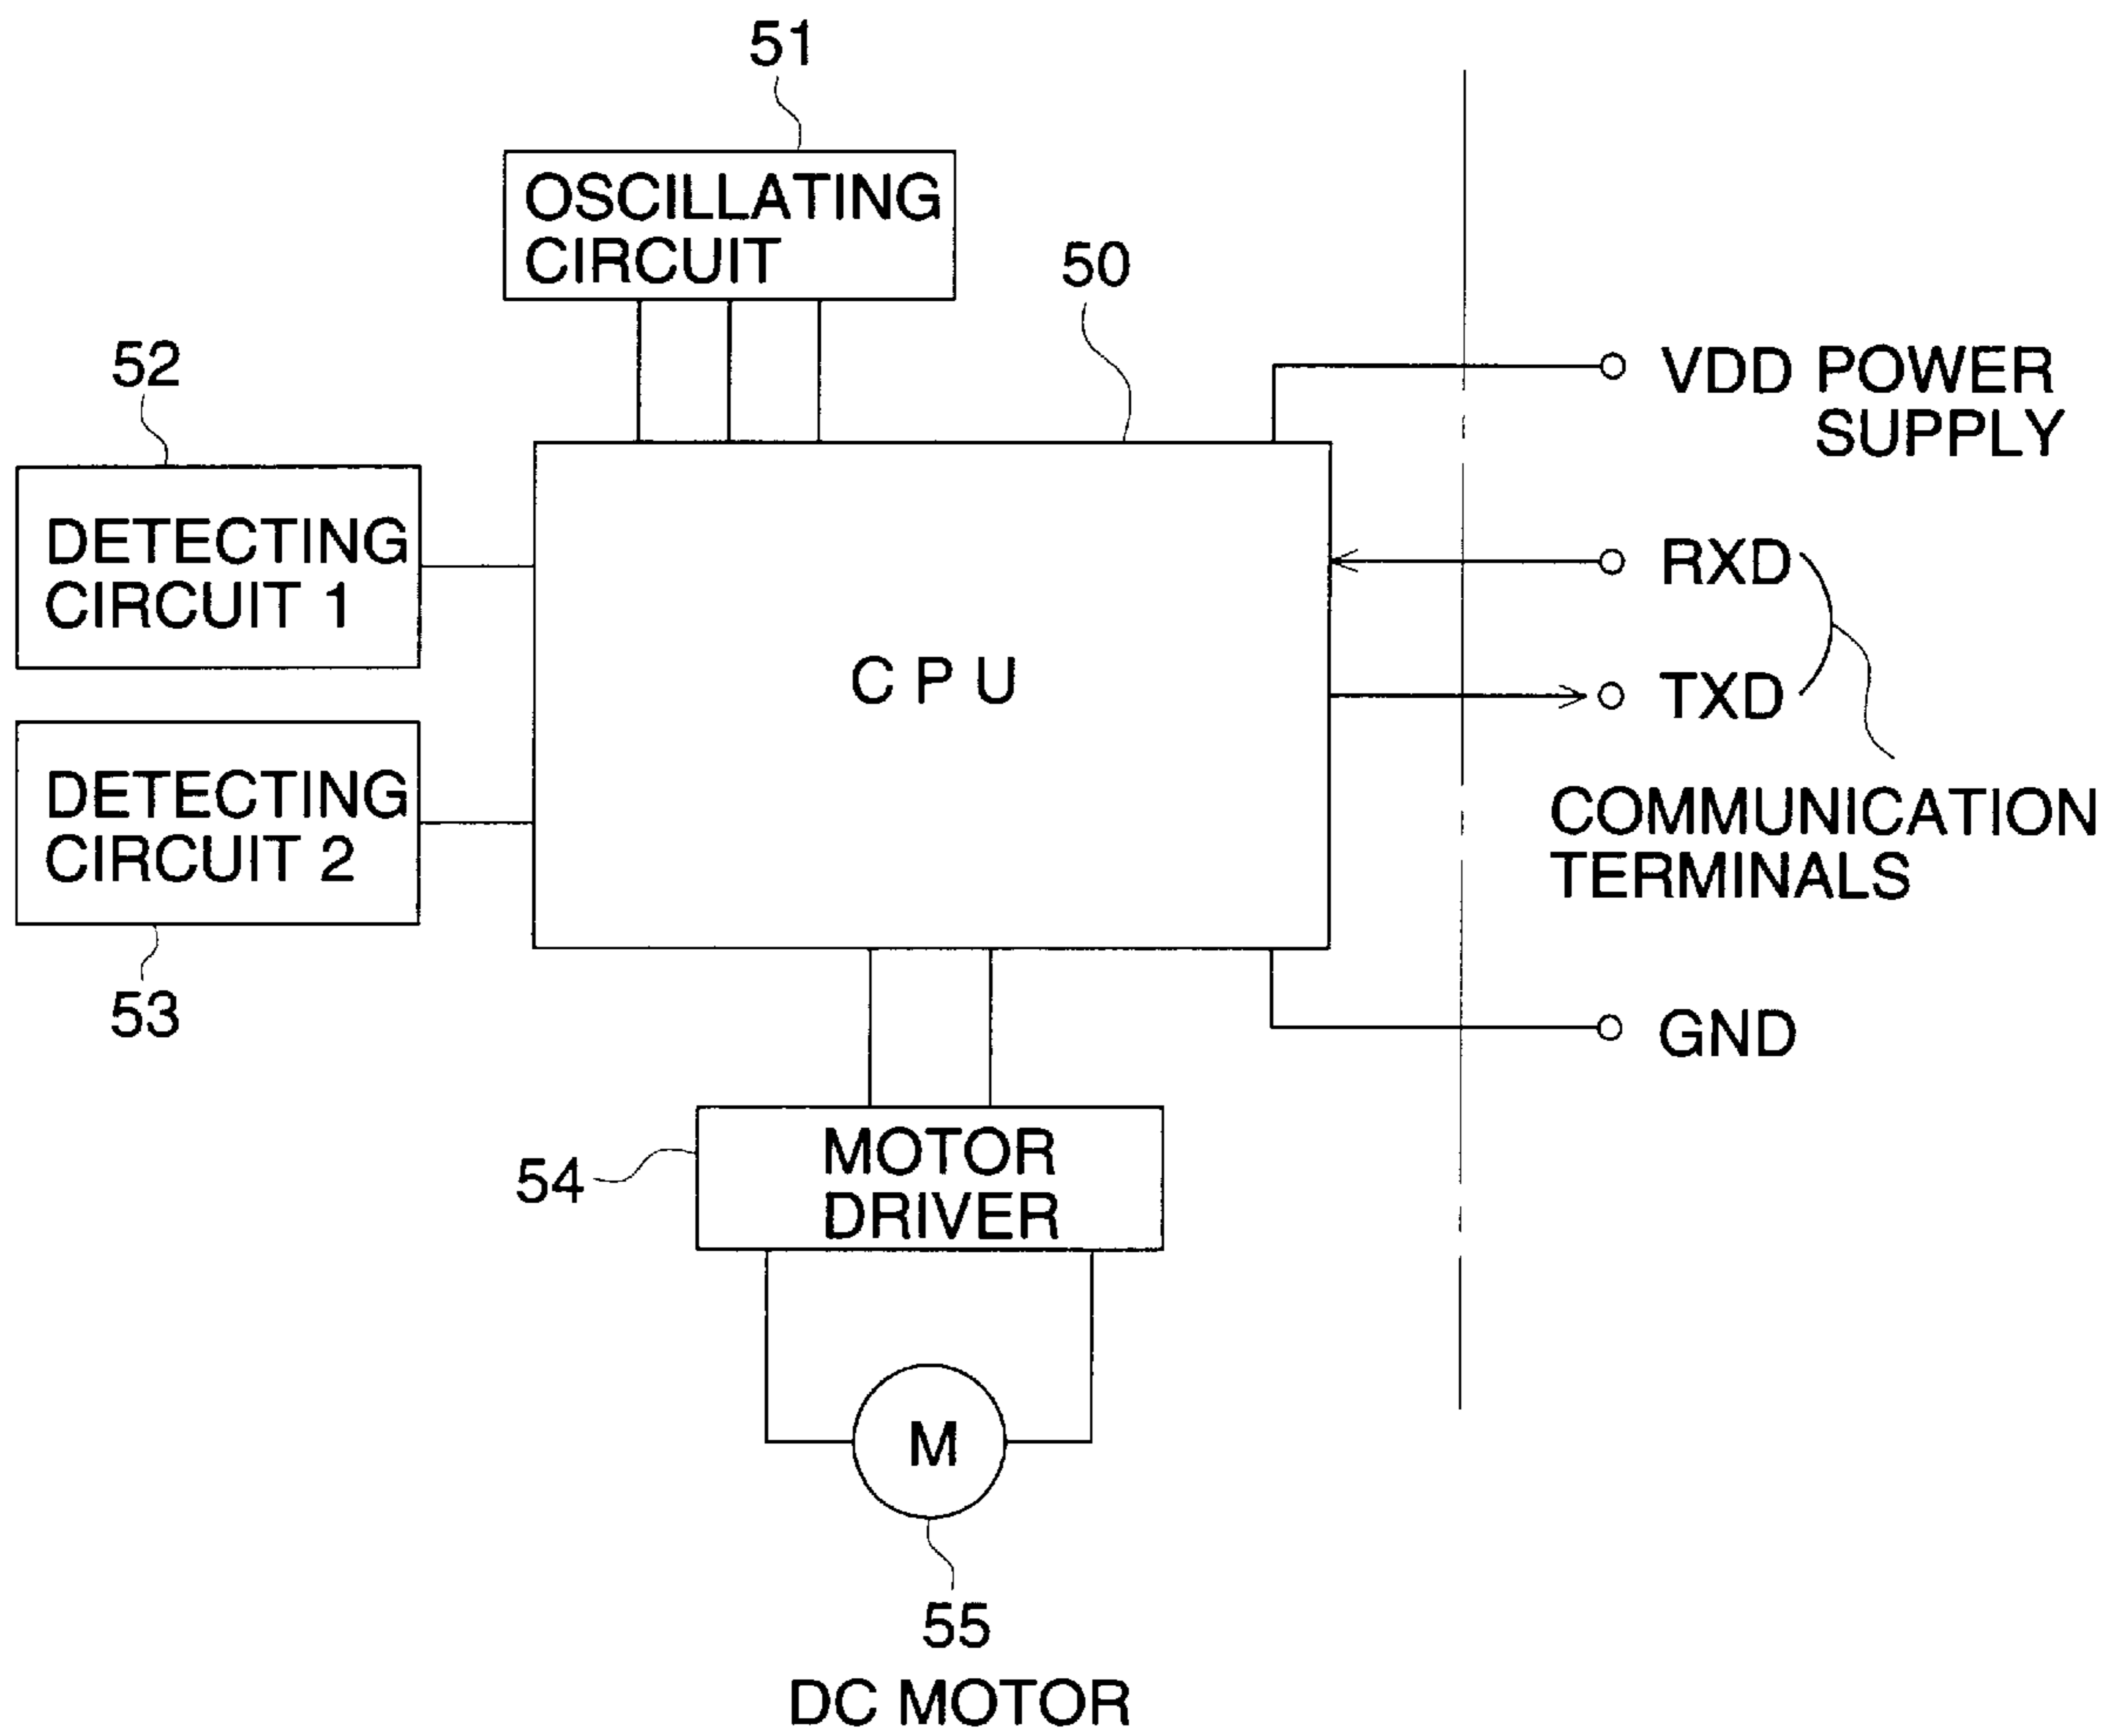 51
OSCILLATING
CIRCUIT
50
52
VDD POWER
SUPPLY
DETECTING
CIRCUIT 1
RXD
CPU
TXD
DETECTING
CIRCUIT 2
COMMUNICATION
TERMINALS
53
GND
MOTOR
DRIVER
54
M
55
DC MOTOR